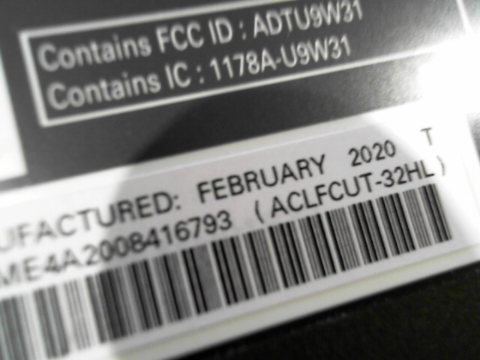 Contains FCC ID : ADTU9W31
Contains IC : 1178A-U9W31
UFACTURED: FEBRUARY 2020 T
ME4A2008416793 (ACLFCUT-32HL)